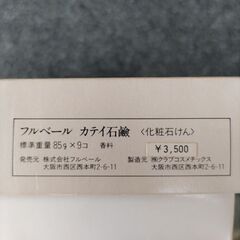 フルベール カテイ石鹸 〈化粧石けん〉
標準重量85g×9コ 香料 ￥3,500
発売元 株式会社フルベール 製造元 ㈱クラブコスメチックス
大阪市西区西本町2-6-11 大阪市西区西本町2-6-11